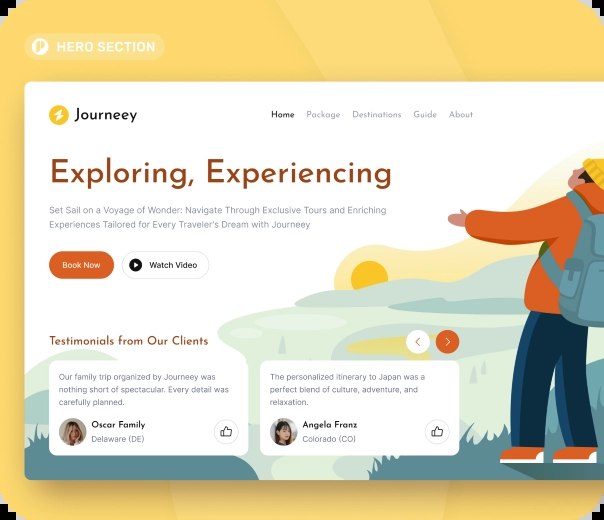 HERO SECTION
Journeey
Home Package Destinations Guide About
Exploring, Experiencing
Set Sail on a Voyage of Wonder: Navigate Through Exclusive Tours and Enriching
Experiences Tailored for Every Traveler's Dream with Journeey
Book Now Watch Video
Testimonials from Our Clients
Our family trip organized by Journeey was
nothing short of spectacular. Every detail was
carefully planned.
Oscar Family
Delaware (DE)
The personalized itinerary to Japan was a
perfect blend of culture, adventure, and
relaxation.
Angela Franz
Colorado (CO)